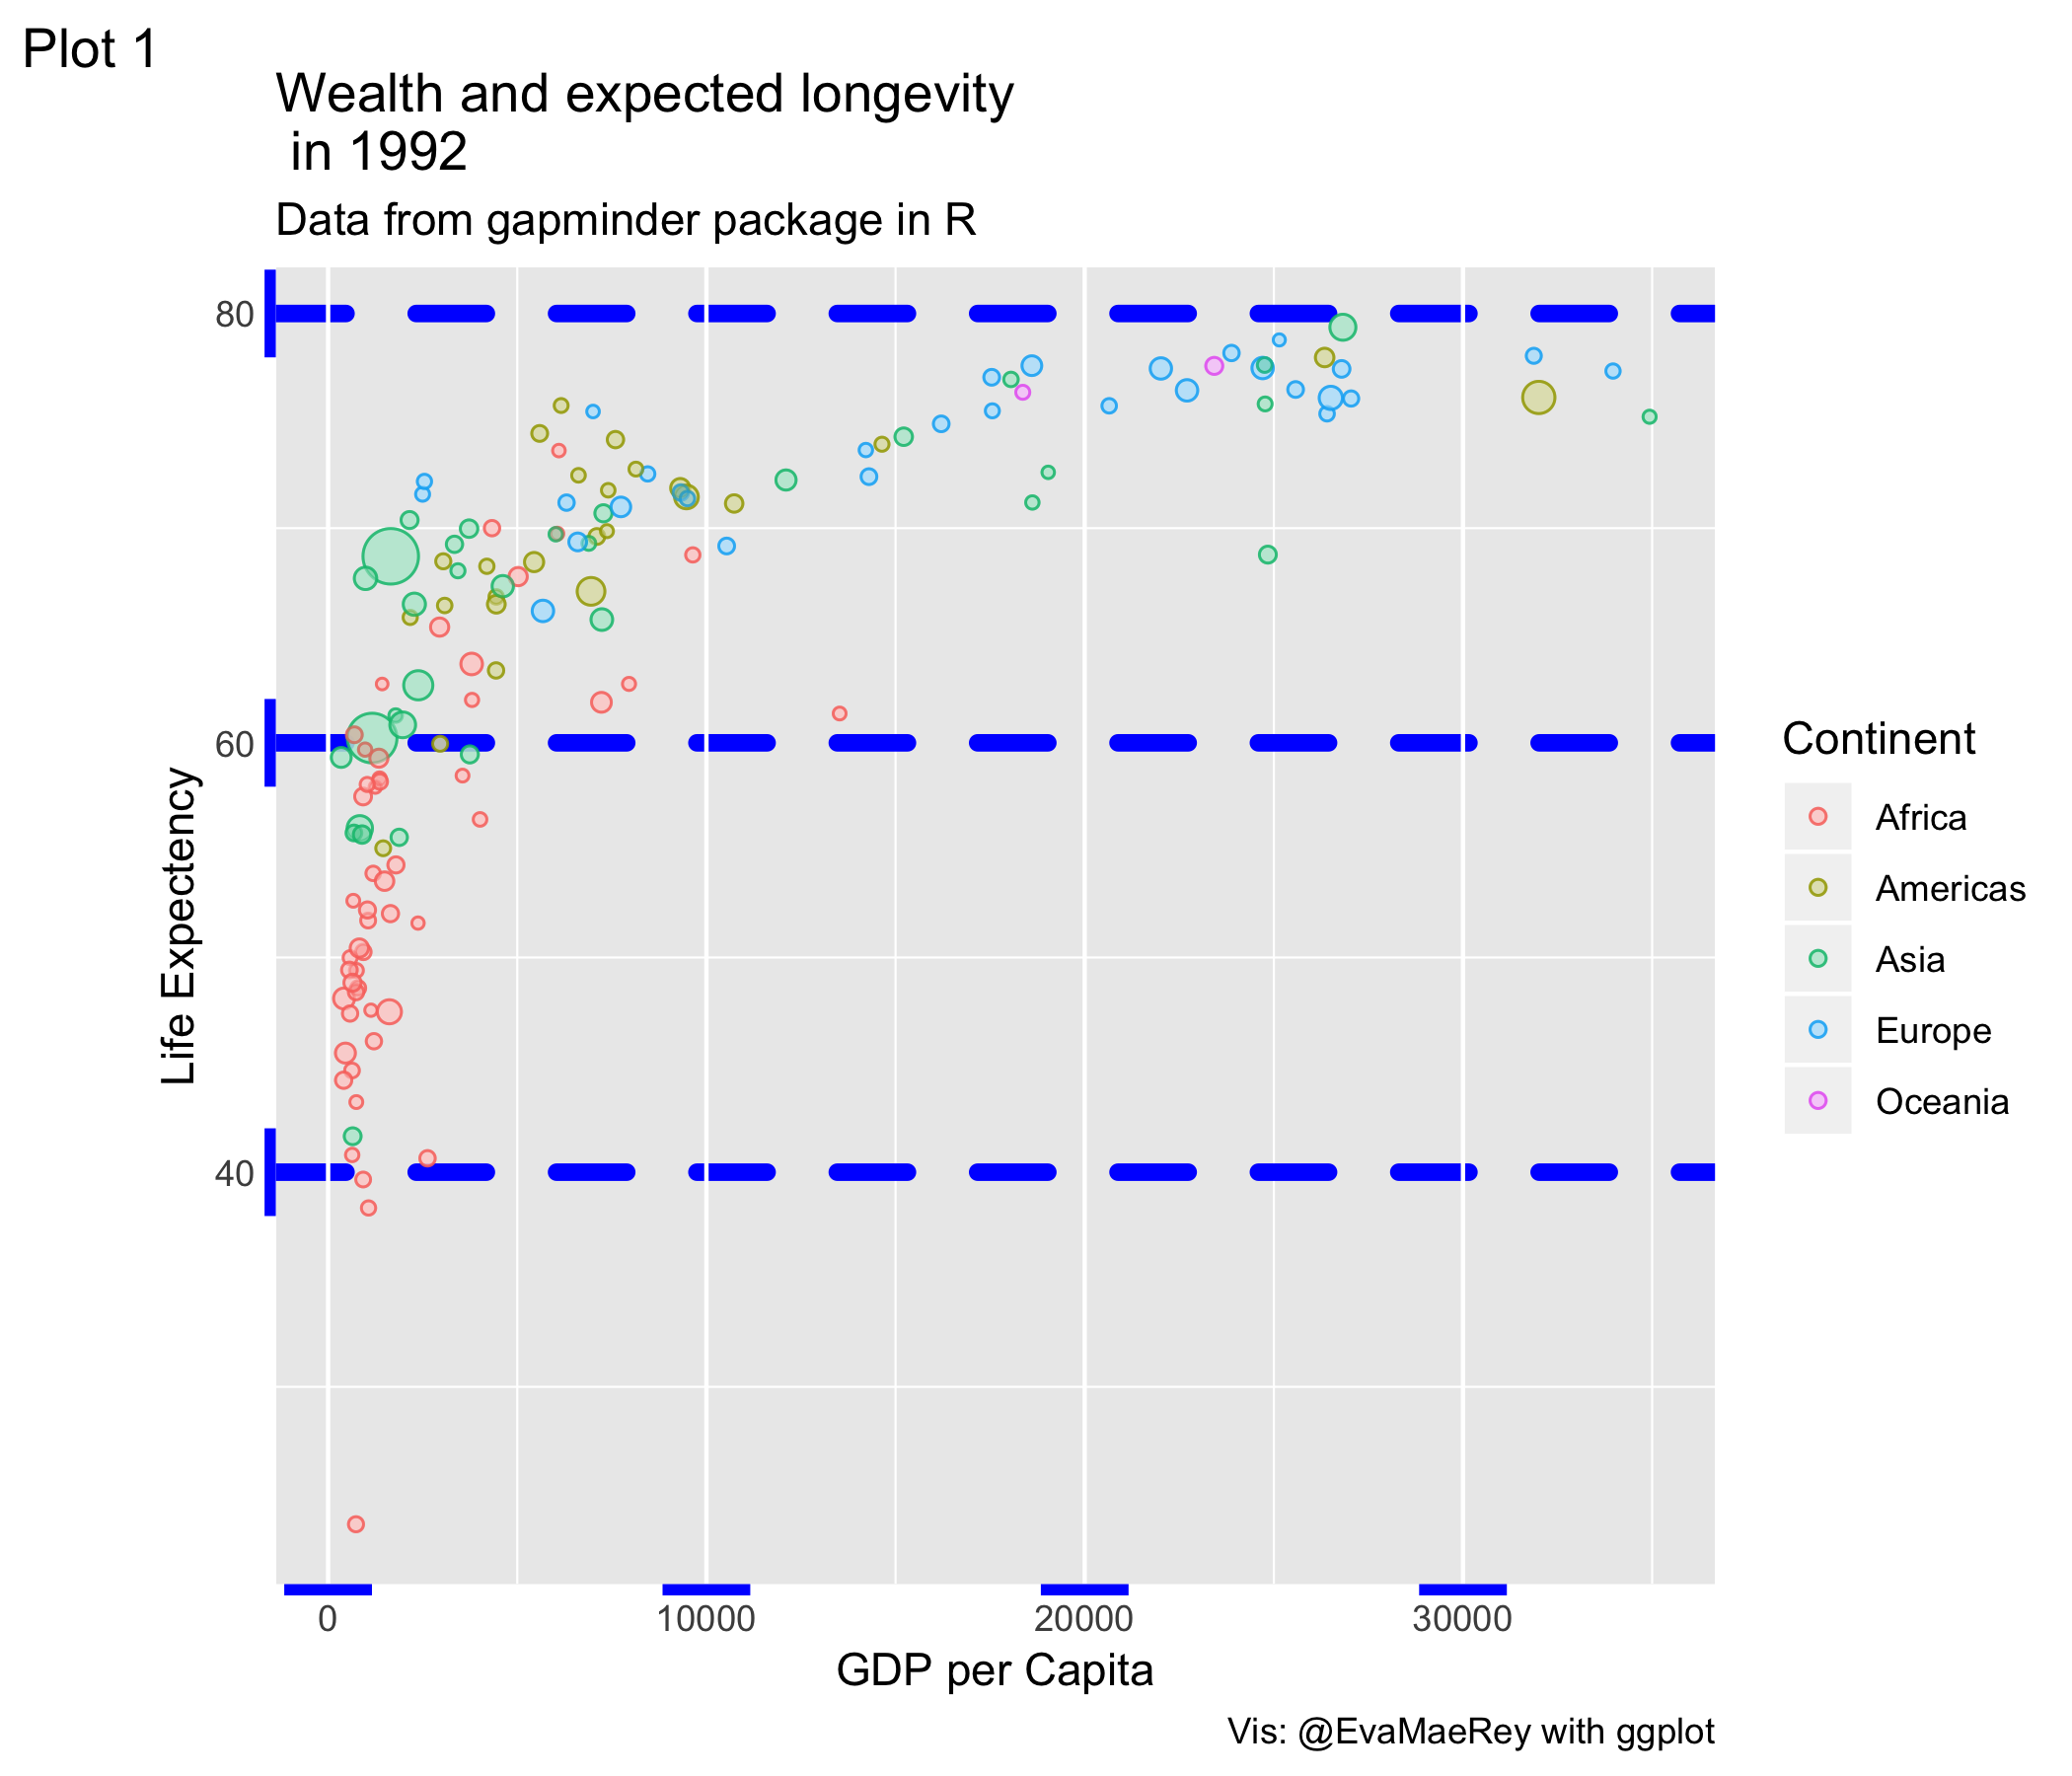 Plot 1
Wealth and expected longevity
in 1992
Data from gapminder package in R
80
60
40
Life Expectency
0 10000 20000 30000
GDP per Capita
Continent
Africa
Americas
Asia
Europe
Oceania
Vis: @EvaMaeRey with ggplot